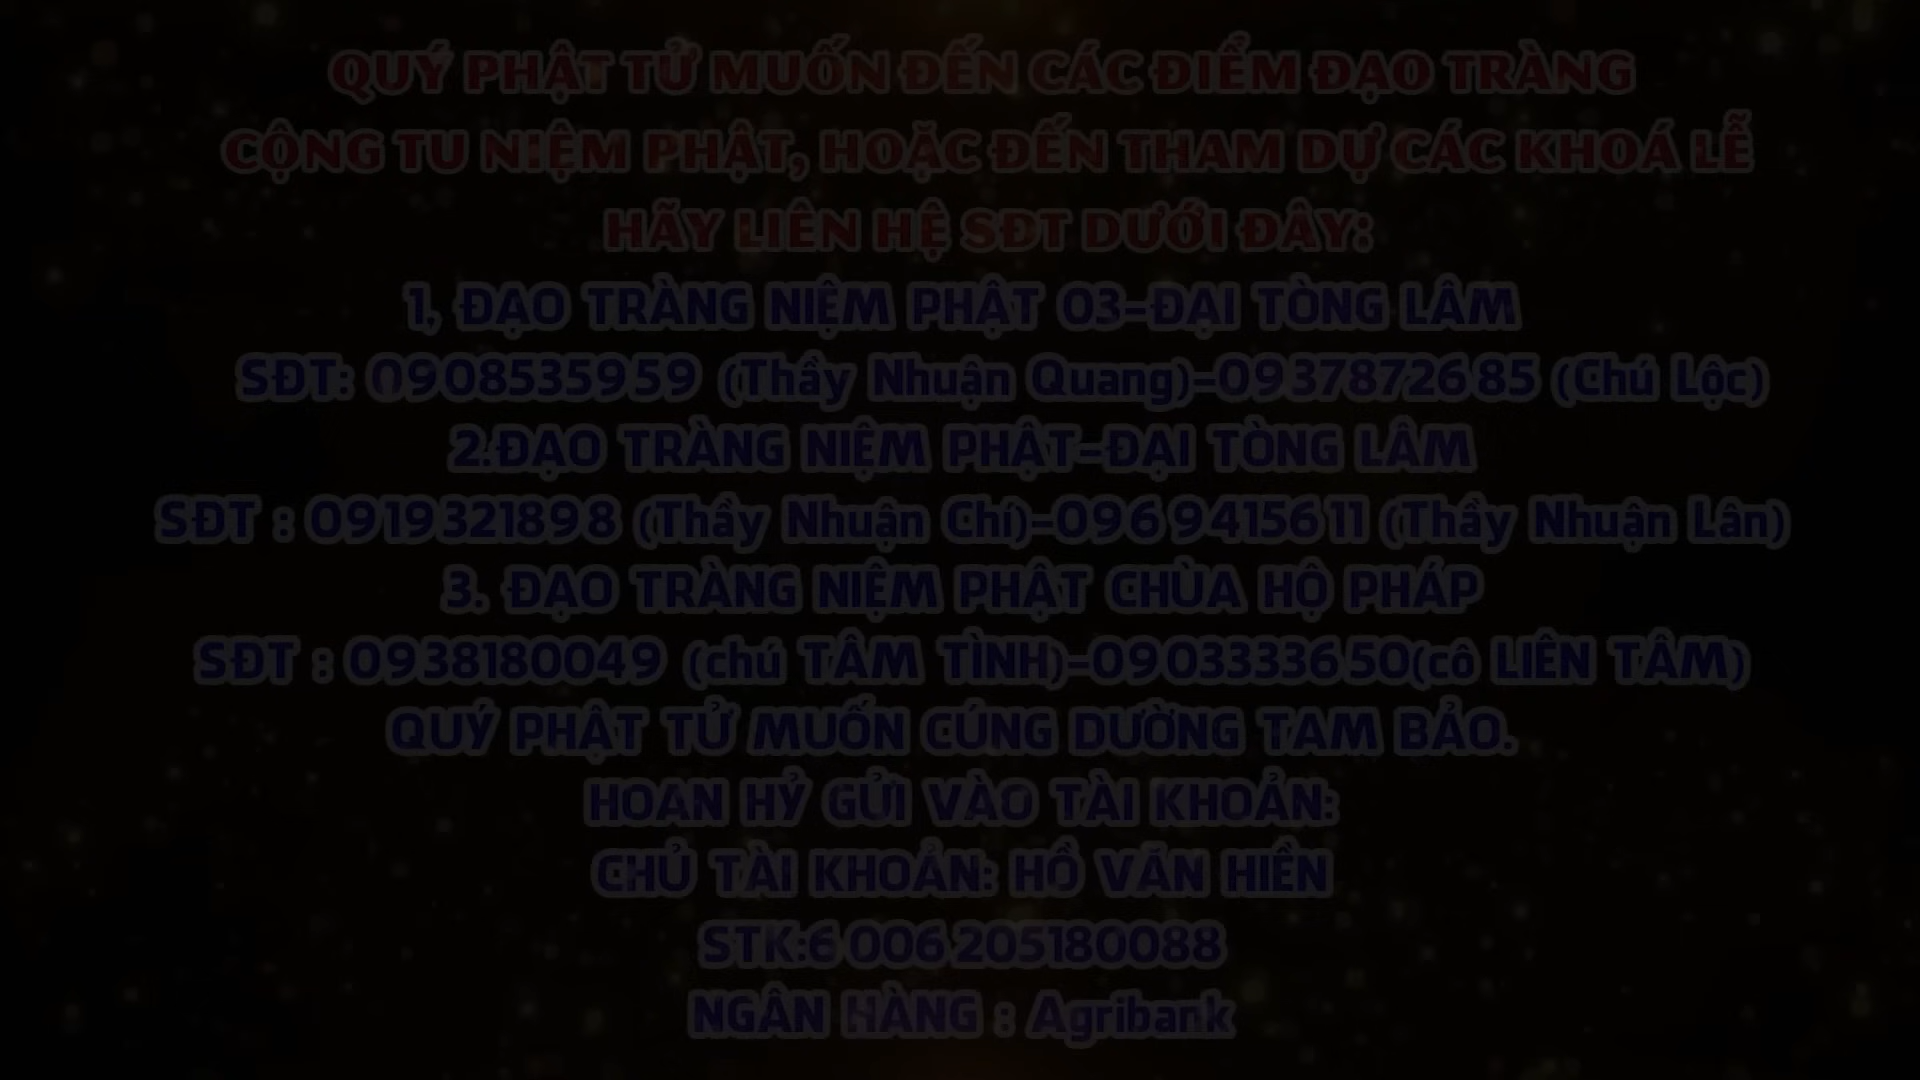 QUÝ PHẬT TỬ MUỐN ĐẾN CÁC ĐIỂM ĐẠO TRÀNG
CỘNG TU NIỆM PHẬT, HOẶC ĐẾN THAM DỰ CÁC KHOÁ LỄ
HÃY LIÊN HỆ SĐT DƯỚI ĐÂY:
1, ĐẠO TRÀNG NIỆM PHẬT 03-ĐẠI TÒNG LÂM
SĐT: 0908535959 (Thầy Nhuận Quang)-0937872685 (Chú Lộc)
2.ĐẠO TRÀNG NIỆM PHẬT-ĐẠI TÒNG LÂM
SĐT : 0919321898 (Thầy Nhuận Chí)-0969415611 (Thầy Nhuận Lân)
3. ĐẠO TRÀNG NIỆM PHẬT CHÙA HỘ PHÁP
SĐT : 0938180049 (chú TÂM TÌNH)-0903333650(cô LIÊN TÂM)
QUÝ PHẬT TỬ MUỐN CÚNG DƯỜNG TAM BẢO.
HOAN HỶ GỬI VÀO TÀI KHOẢN:
CHỦ TÀI KHOẢN: HỒ VĂN HIỀN
STK:6006205180088
NGÂN HÀNG : Agribank